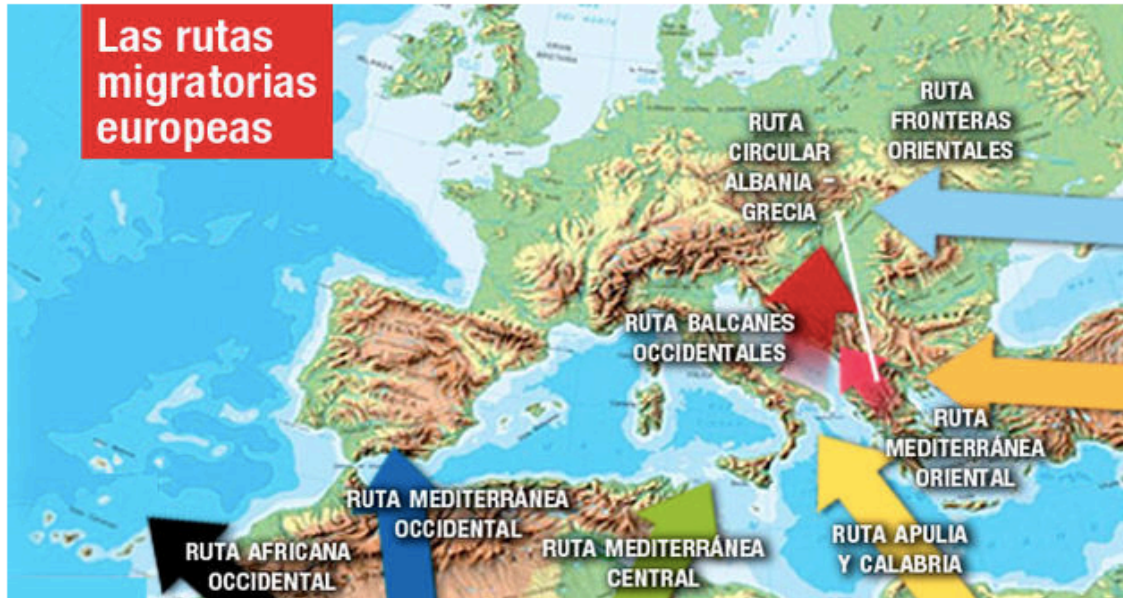 Las rutas
migratorias
europeas
RUTA
FRONTERAS
ORIENTALES
RUTA
CIRCULAR
ALBANIA –
GRECIA
RUTA BALCANES
OCCIDENTALES
RUTA
MEDITERRÁNEA
ORIENTAL
RUTA MEDITERRÁNEA
OCCIDENTAL
RUTA AFRICANA
OCCIDENTAL
RUTA MEDITERRÁNEA
CENTRAL
RUTA APULIA
Y CALABRIA